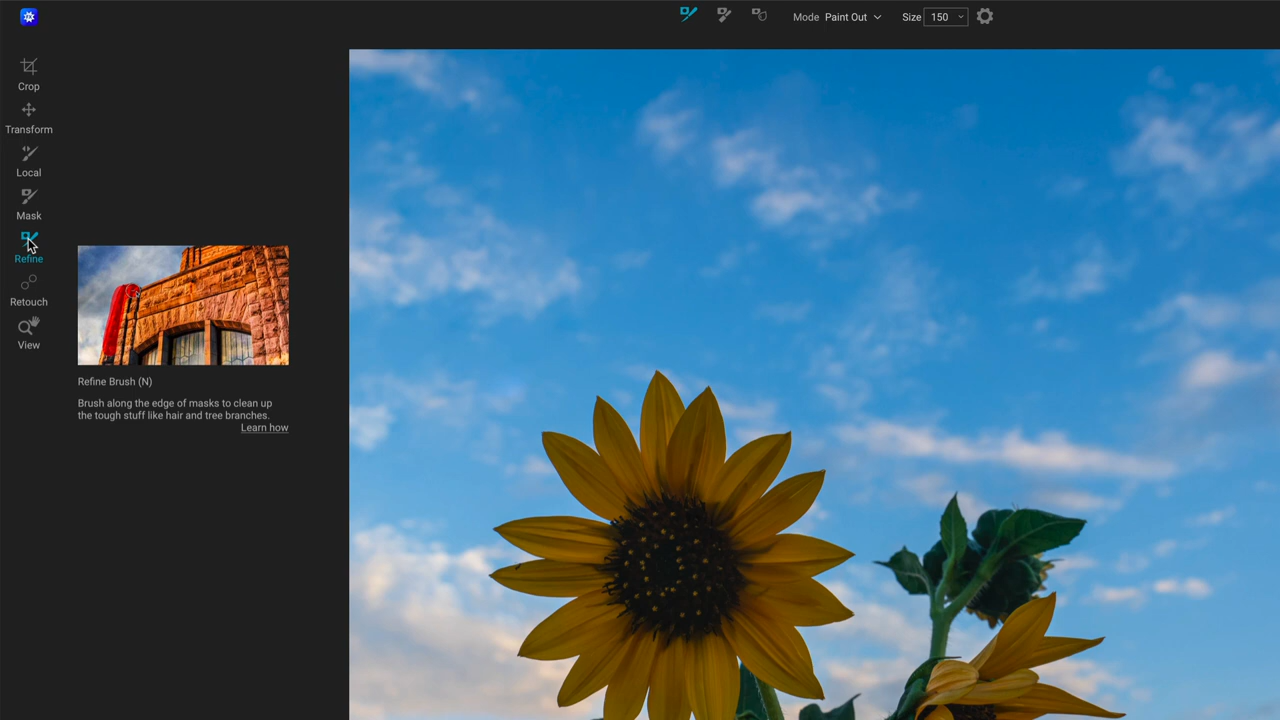 Mode Paint Out Size 150
Crop
Transform
Local
Mask
Refine
Retouch
View
Refine Brush (N)
Brush along the edge of masks to clean up
the tough stuff like hair and tree branches.
Learn how